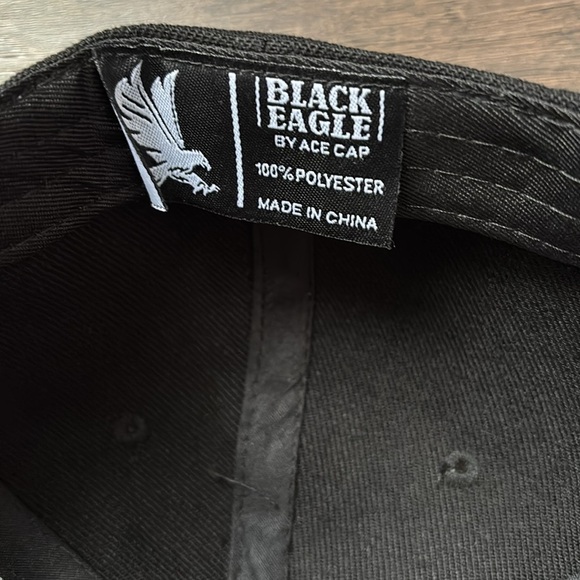 BLACK
EAGLE
BY ACE CAP
100%POLYESTER
MADE IN CHINA